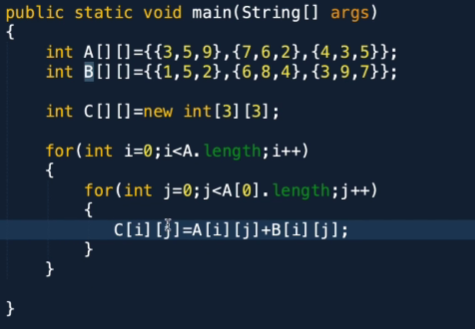 public static void main(String[] args)
{
int A[][]={{3,5,9},{7,6,2},{4,3,5}};
int B[][]={{1,5,2},{6,8,4},{3,9,7}};
int C[][]=new int[3][3];
for(int i=0;i<A.length;i++)
{
for(int j=0;j<A[0].length;j++)
{
C[i][j]=A[i][j]+B[i][j];
}
}
}